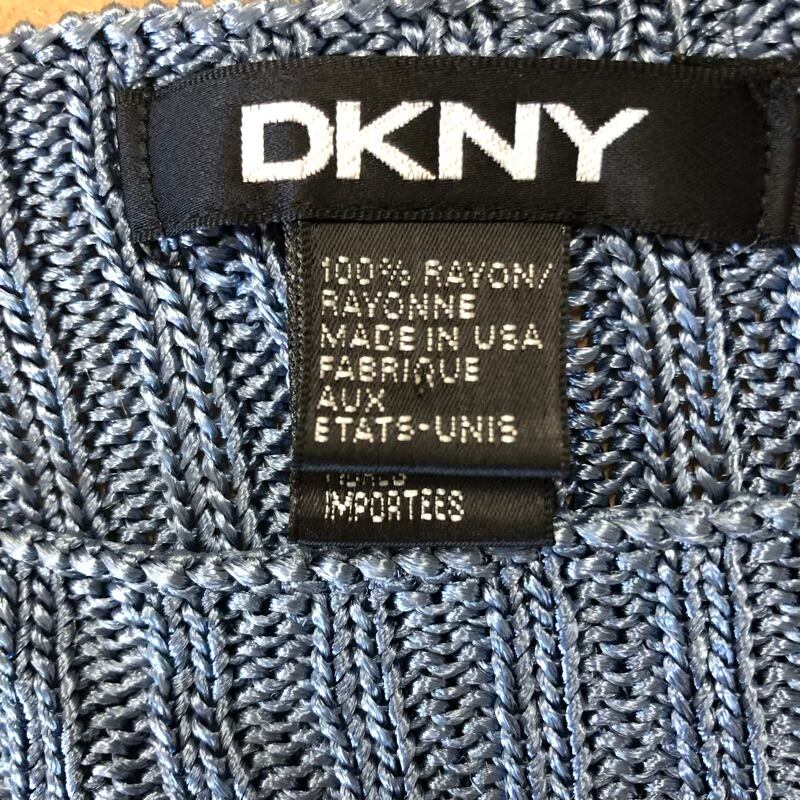 DKNY
100% RAYON/
RAYONNE
MADE IN USA
FABRIQUE
AUX
ETATS-UNIS
IMPORTEES